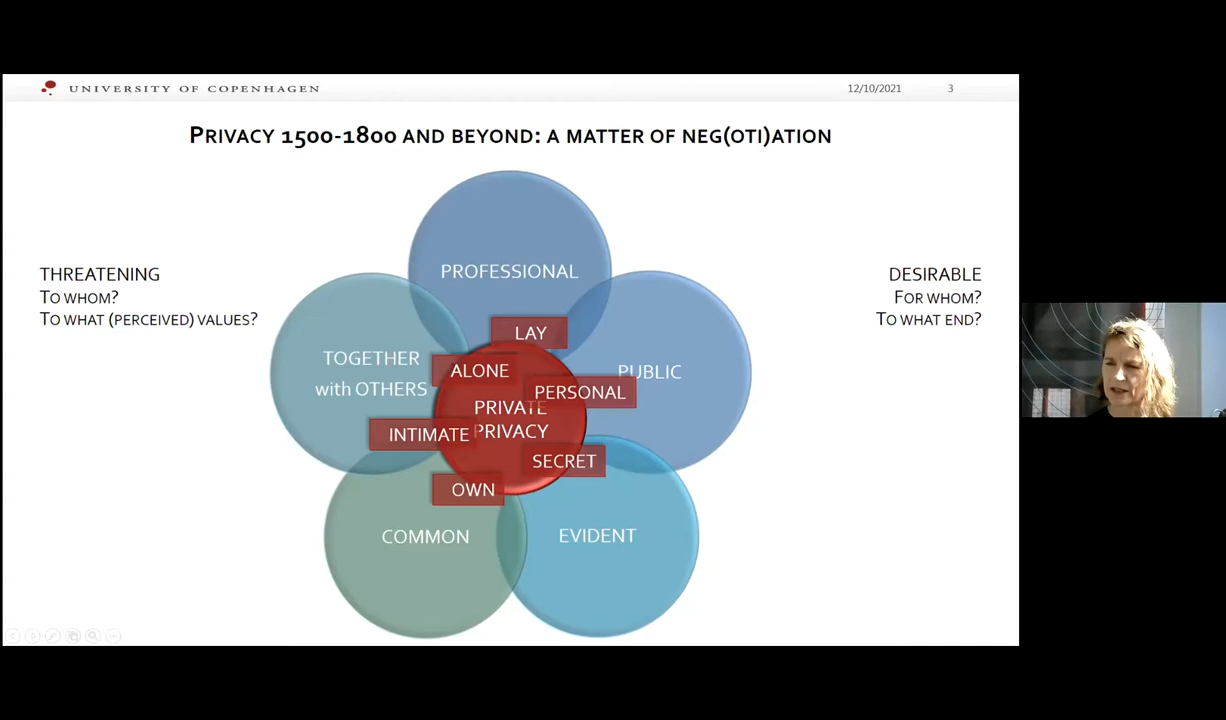 UNIVERSITY OF COPENHAGEN
12/10/2021
3
PRIVACY 1500-1800 AND BEYOND: A MATTER OF NEG(OTI)ATION
THREATENING
TO WHOM?
TO WHAT (PERCEIVED) VALUES?
DESIRABLE
FOR WHOM?
TO WHAT END?
PROFESSIONAL
LAY
TOGETHER
with OTHERS
ALONE
PUBLIC
PERSONAL
PRIVATE
PRIVACY
INTIMATE
SECRET
OWN
COMMON
EVIDENT